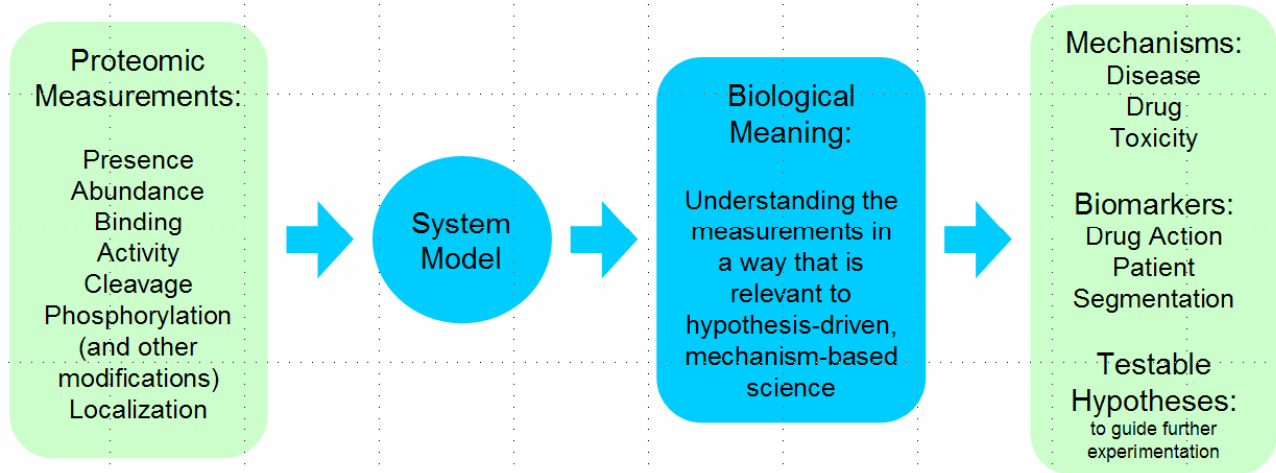 Proteomic
Measurements:
Presence
Abundance
Binding
Activity
Cleavage
Phosphorylation
(and other
modifications)
Localization
System
Model
Biological
Meaning:
Understanding the
measurements in
a way that is
relevant to
hypothesis-driven,
mechanism-based
science
Mechanisms:
Disease
Drug
Toxicity
Biomarkers:
Drug Action
Patient
Segmentation
Testable
Hypotheses:
to guide further
experimentation